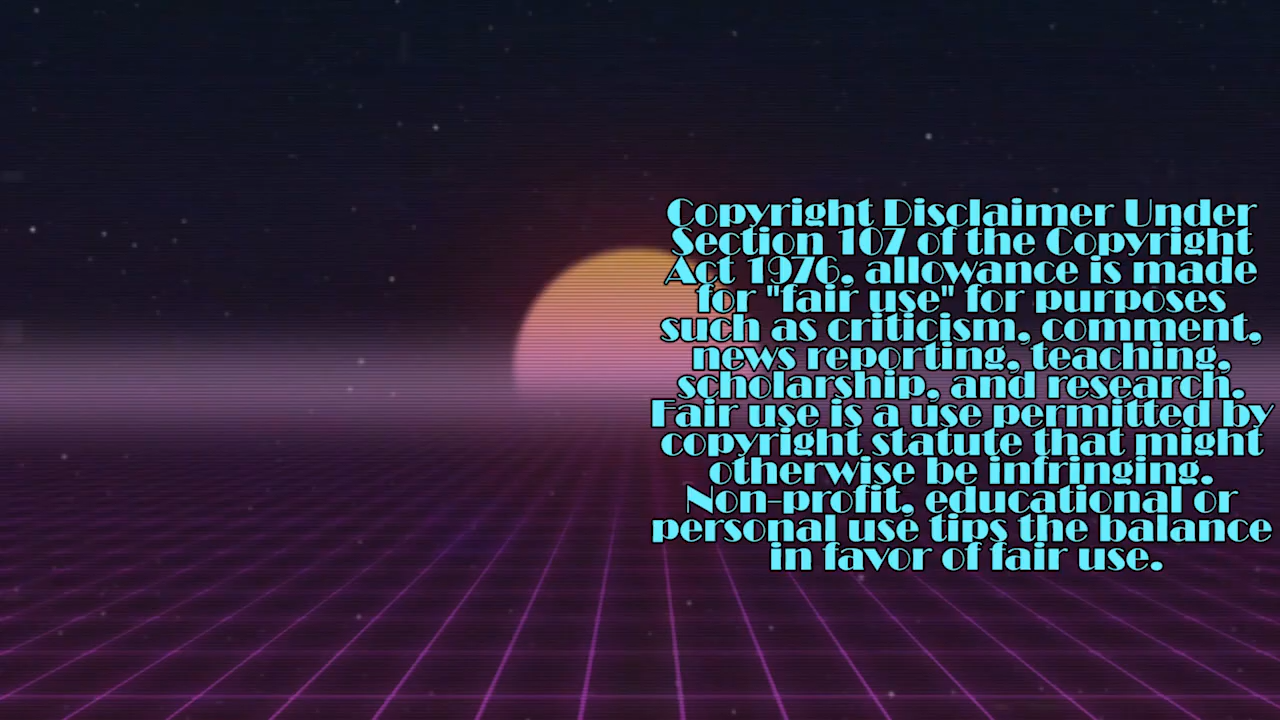 Copyright Disclaimer Under
Section 107 of the Copyright
Act 1976, allowance is made
for "fair use" for purposes
such as criticism, comment,
news reporting, teaching,
scholarship, and research.
Fair use is a use permitted by
copyright statute that might
otherwise be infringing.
Non-profit, educational or
personal use tips the balance
in favor of fair use.